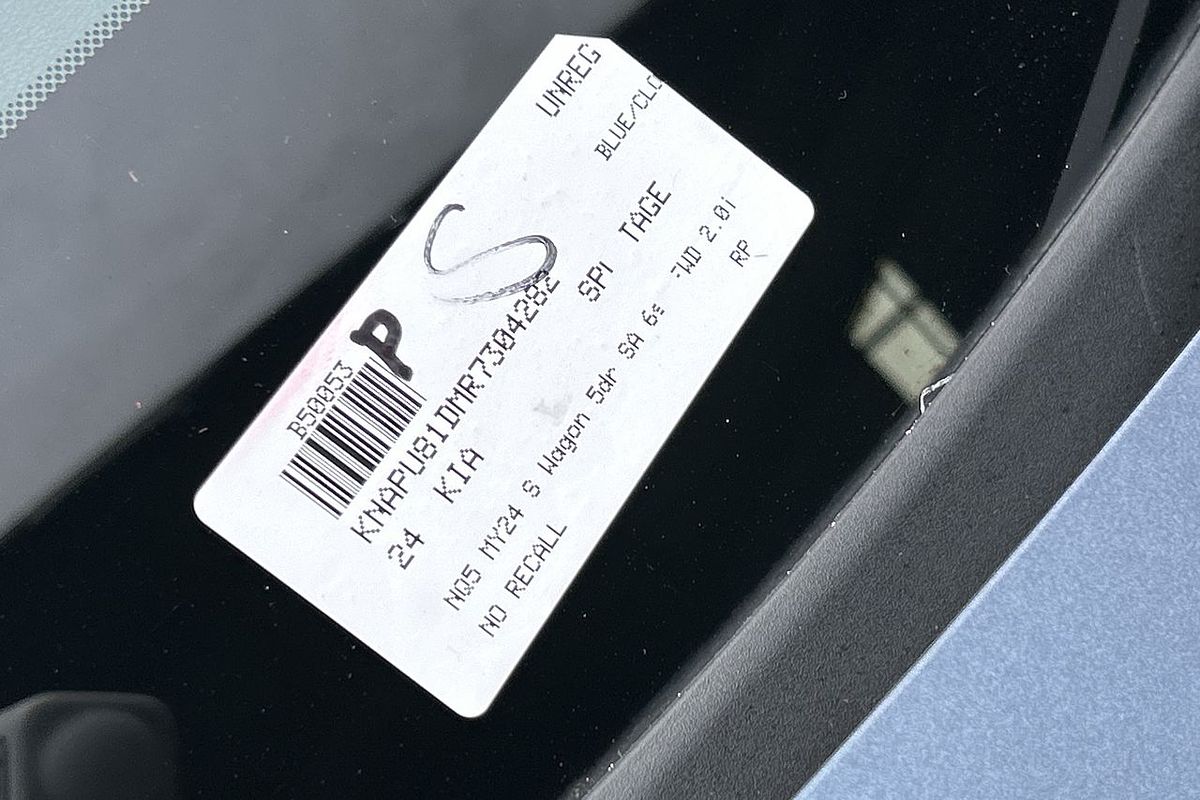 UNREG
BLUE/CLO
S
P
B50053
KNAPU81DMR7304282
24 KIA SPORTAGE
NQ5 MY24 S Wagon 5dr SA 6s FWD 2.0i
NO RECALL RP